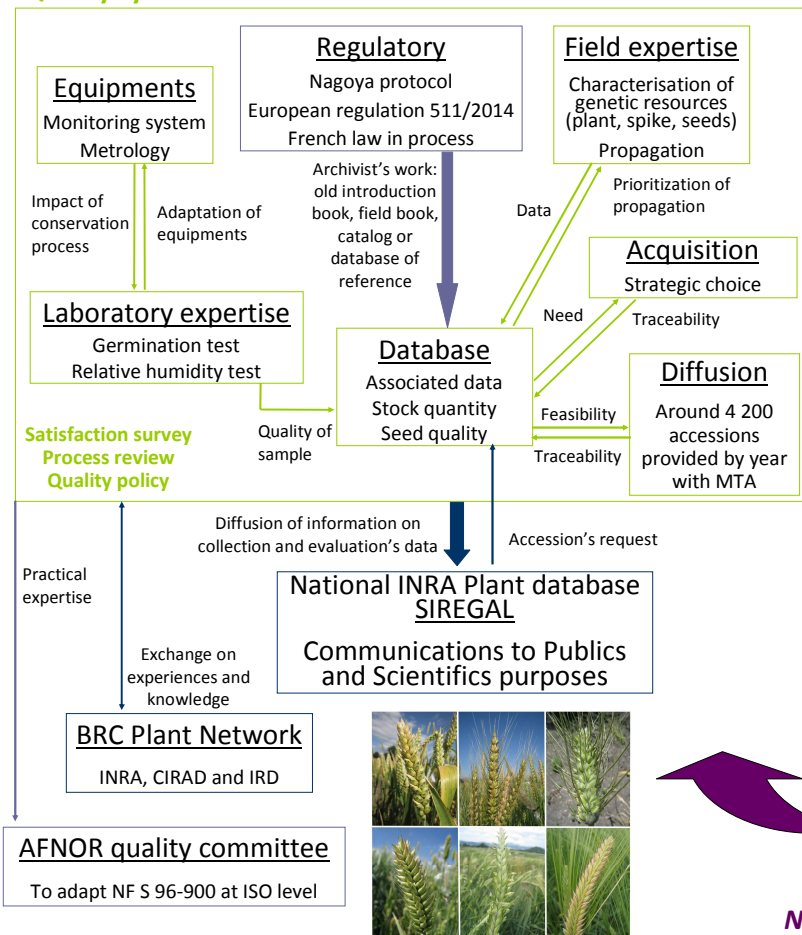 Regulatory
Nagoya protocol
European regulation 511/2014
French law in process
Field expertise
Characterisation of
genetic resources
(plant, spike, seeds)
Propagation
Equipments
Monitoring system
Metrology
Impact of
conservation
process
Adaptation of
equipments
Archivist's work:
old introduction
book, field book,
catalog or
database of
reference
Data
Prioritization of
propagation
Acquisition
Strategic choice
Laboratory expertise
Germination test
Relative humidity test
Need
Traceability
Database
Associated data
Stock quantity
Seed quality
Diffusion
Around 4 200
accessions
provided by year
with MTA
Feasibility
Traceability
Quality of
sample
Satisfaction survey
Process review
Quality policy
Practical
expertise
Diffusion of information on
collection and evaluation's data
Accession's request
National INRA Plant database
SIREGAL
Communications to Publics
and Scientifics purposes
Exchange on
experiences and
knowledge
BRC Plant Network
INRA, CIRAD and IRD
AFNOR quality committee
To adapt NF S 96-900 at ISO level
N